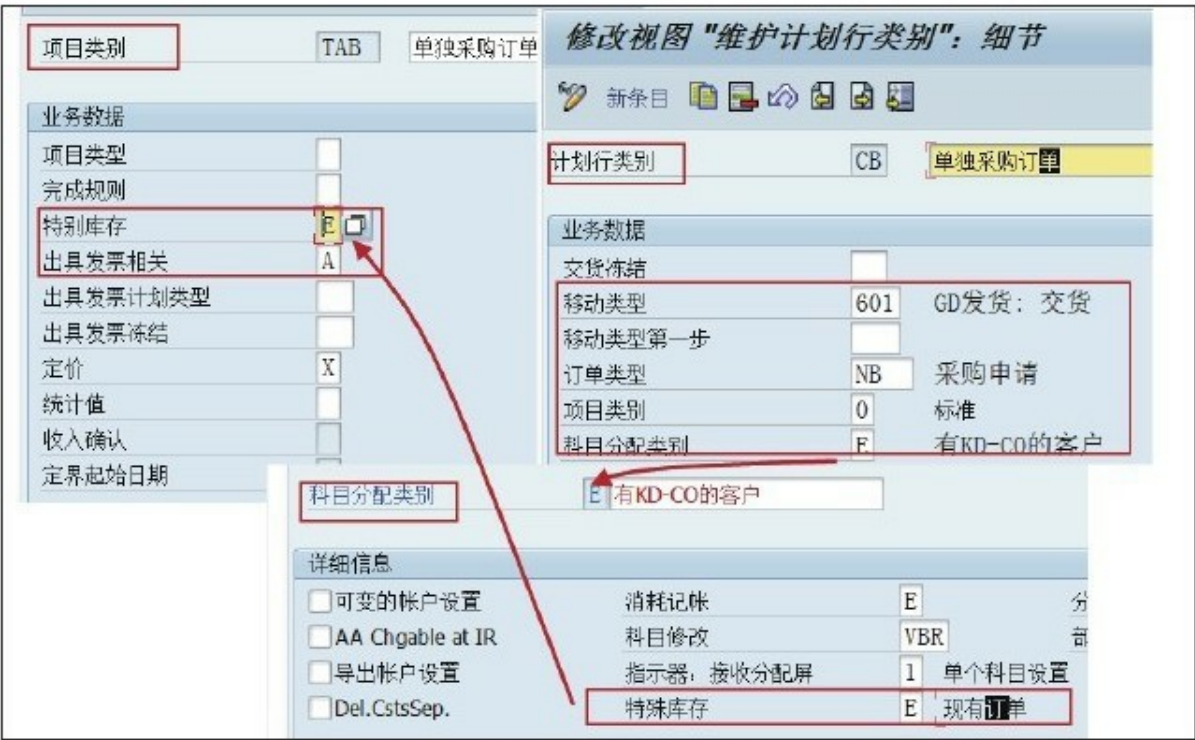 项目类别 TAB 单独采购订单
业务数据
项目类型
完成规则
特别库存 E
出具发票相关 A
出具发票计划类型
出具发票冻结
定价 X
统计值
收入确认
定界起始日期
修改视图 "维护计划行类别": 细节
新条目
计划行类别 CB 单独采购订单
业务数据
交货冻结
移动类型 601 GD发货: 交货
移动类型第一步
订单类型 NB 采购申请
项目类别 0 标准
科目分配类别 E 有KD-CO的客户
科目分配类别 E 有KD-CO的客户
详细信息
可变的帐户设置 消耗记帐 E 分
AA Chgable at IR 科目修改 VBR 部
导出帐户设置 指示器: 接收分配屏 1 单个科目设置
Del.CstsSep. 特殊库存 E 现有订单